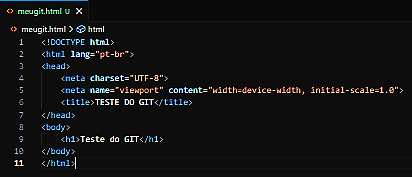 meugit.html U
meugit.html > html
1 <!DOCTYPE html>
2 <html lang="pt-br">
3 <head>
4 <meta charset="UTF-8">
5 <meta name="viewport" content="width=device-width, initial-scale=1.0">
6 <title>TESTE DO GIT</title>
7 </head>
8 <body>
9 <h1>Teste do GIT</h1>
10 </body>
11 </html>